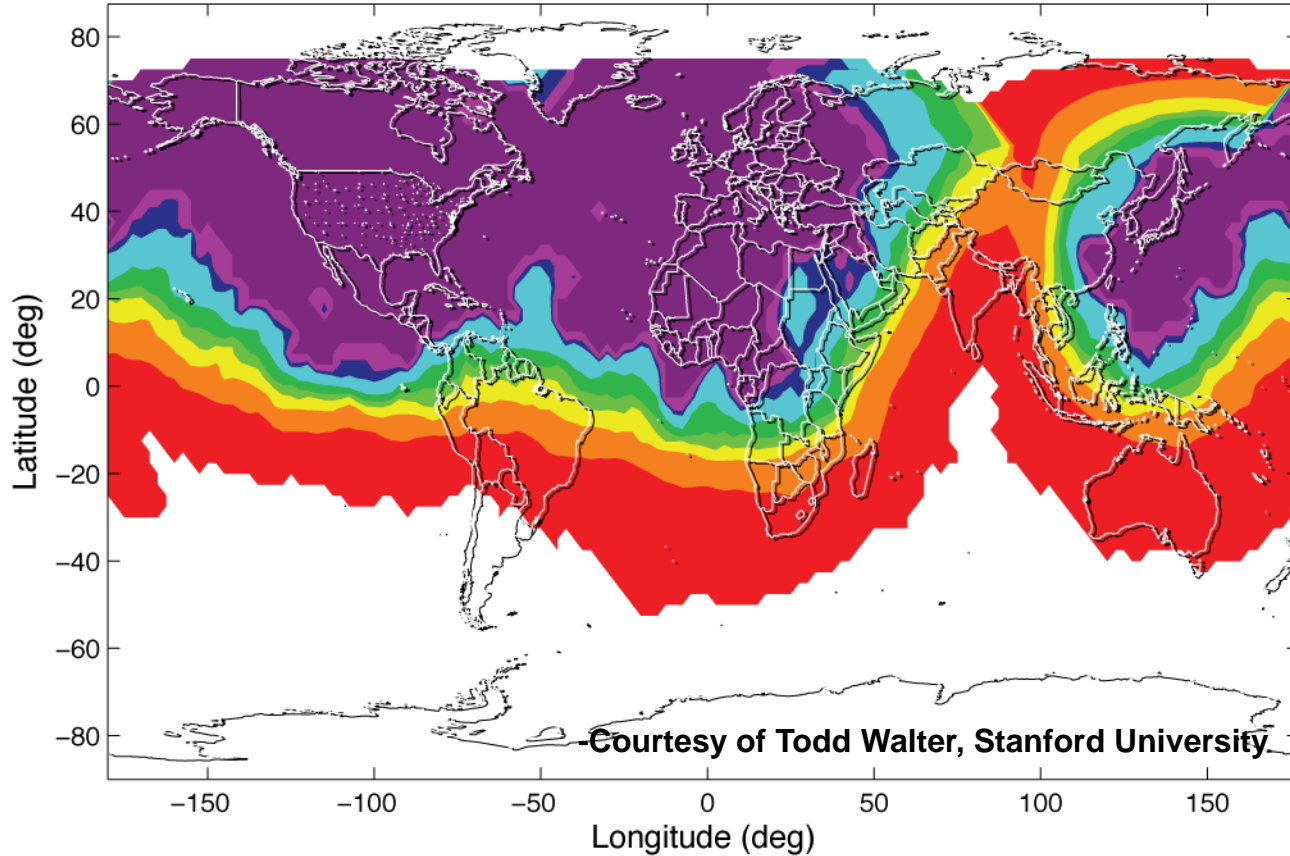 80
60
40
20
0
−20
−40
−60
−80
Latitude (deg)
-Courtesy of Todd Walter, Stanford University
−150 −100 −50 0 50 100 150
Longitude (deg)